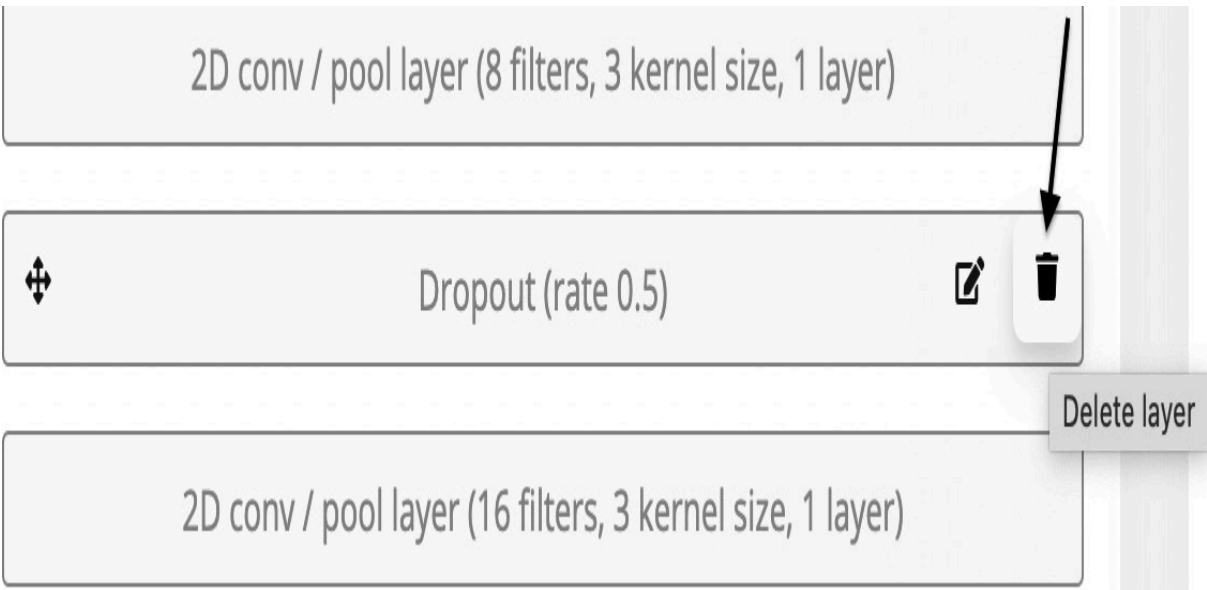 2D conv / pool layer (8 filters, 3 kernel size, 1 layer)
Dropout (rate 0.5)
Delete layer
2D conv / pool layer (16 filters, 3 kernel size, 1 layer)